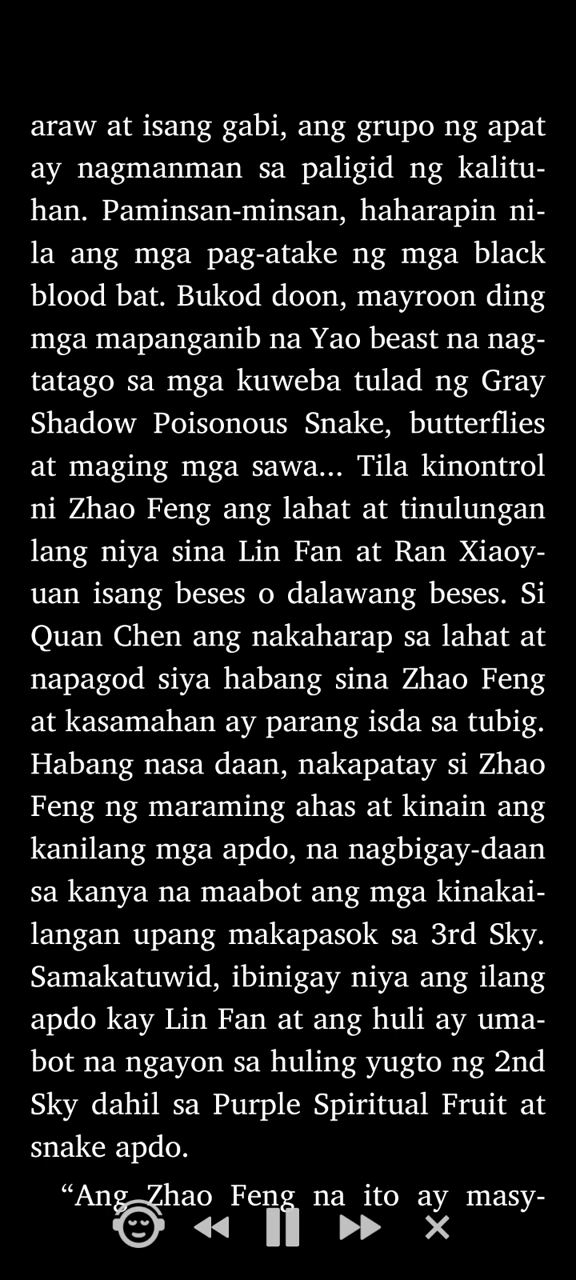 araw at isang gabi, ang grupo ng apat
ay nagmanman sa paligid ng kalitu-
han. Paminsan-minsan, haharapin ni-
la ang mga pag-atake ng mga black
blood bat. Bukod doon, mayroon ding
mga mapanganib na Yao beast na nag-
tatago sa mga kuweba tulad ng Gray
Shadow Poisonous Snake, butterflies
at maging mga sawa... Tila kinontrol
ni Zhao Feng ang lahat at tinulungan
lang niya sina Lin Fan at Ran Xiaoy-
uan isang beses o dalawang beses. Si
Quan Chen ang nakaharap sa lahat at
napagod siya habang sina Zhao Feng
at kasamahan ay parang isda sa tubig.
Habang nasa daan, nakapatay si Zhao
Feng ng maraming ahas at kinain ang
kanilang mga apdo, na nagbigay-daan
sa kanya na maabot ang mga kinakai-
langan upang makapasok sa 3rd Sky.
Samakatuwid, ibinigay niya ang ilang
apdo kay Lin Fan at ang huli ay uma-
bot na ngayon sa huling yugto ng 2nd
Sky dahil sa Purple Spiritual Fruit at
snake apdo.
“Ang Zhao Feng na ito ay masy-